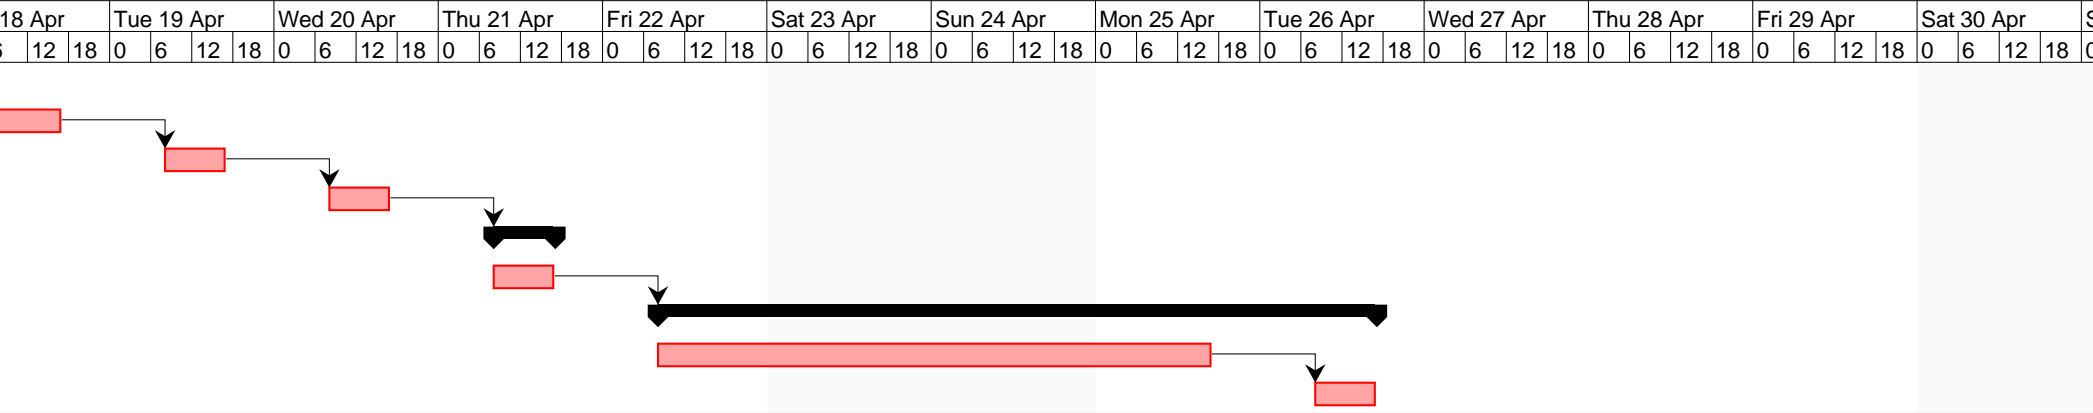 18 Apr Tue 19 Apr Wed 20 Apr Thu 21 Apr Fri 22 Apr Sat 23 Apr Sun 24 Apr Mon 25 Apr Tue 26 Apr Wed 27 Apr Thu 28 Apr Fri 29 Apr Sat 30 Apr
12 18 0 6 12 18 0 6 12 18 0 6 12 18 0 6 12 18 0 6 12 18 0 6 12 18 0 6 12 18 0 6 12 18 0 6 12 18 0 6 12 18 0 6 12 18 0 6 12 18